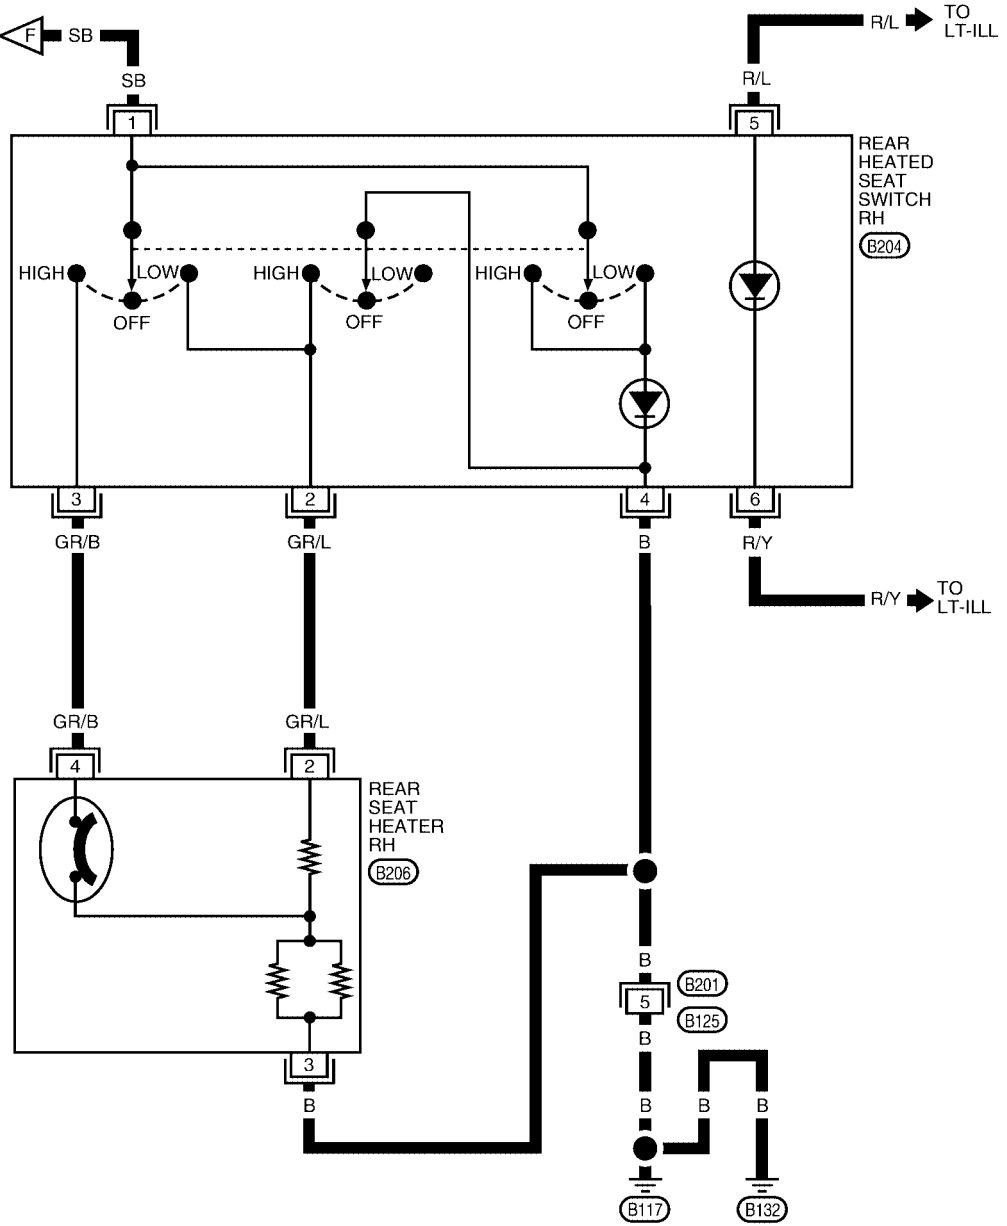 TO
LT-ILL
R/L
F
SB
SB
R/L
1
5
REAR
HEATED
SEAT
SWITCH
RH
B204
HIGH
LOW
OFF
HIGH
LOW
OFF
HIGH
LOW
OFF
3
2
4
6
GR/B
GR/L
B
R/Y
R/Y
TO
LT-ILL
GR/B
GR/L
4
2
REAR
SEAT
HEATER
RH
B206
B
B201
5
B125
B
3
B
B
B
B
B117
B132